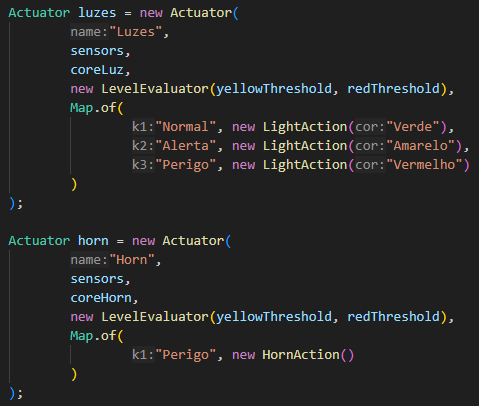 Actuator luzes = new Actuator(
name:"Luzes",
sensors,
coreLuz,
new LevelEvaluator(yellowThreshold, redThreshold),
Map.of(
k1:"Normal", new LightAction(cor:"Verde"),
k2:"Alerta", new LightAction(cor:"Amarelo"),
k3:"Perigo", new LightAction(cor:"Vermelho")
)
);
Actuator horn = new Actuator(
name:"Horn",
sensors,
coreHorn,
new LevelEvaluator(yellowThreshold, redThreshold),
Map.of(
k1:"Perigo", new HornAction()
)
);